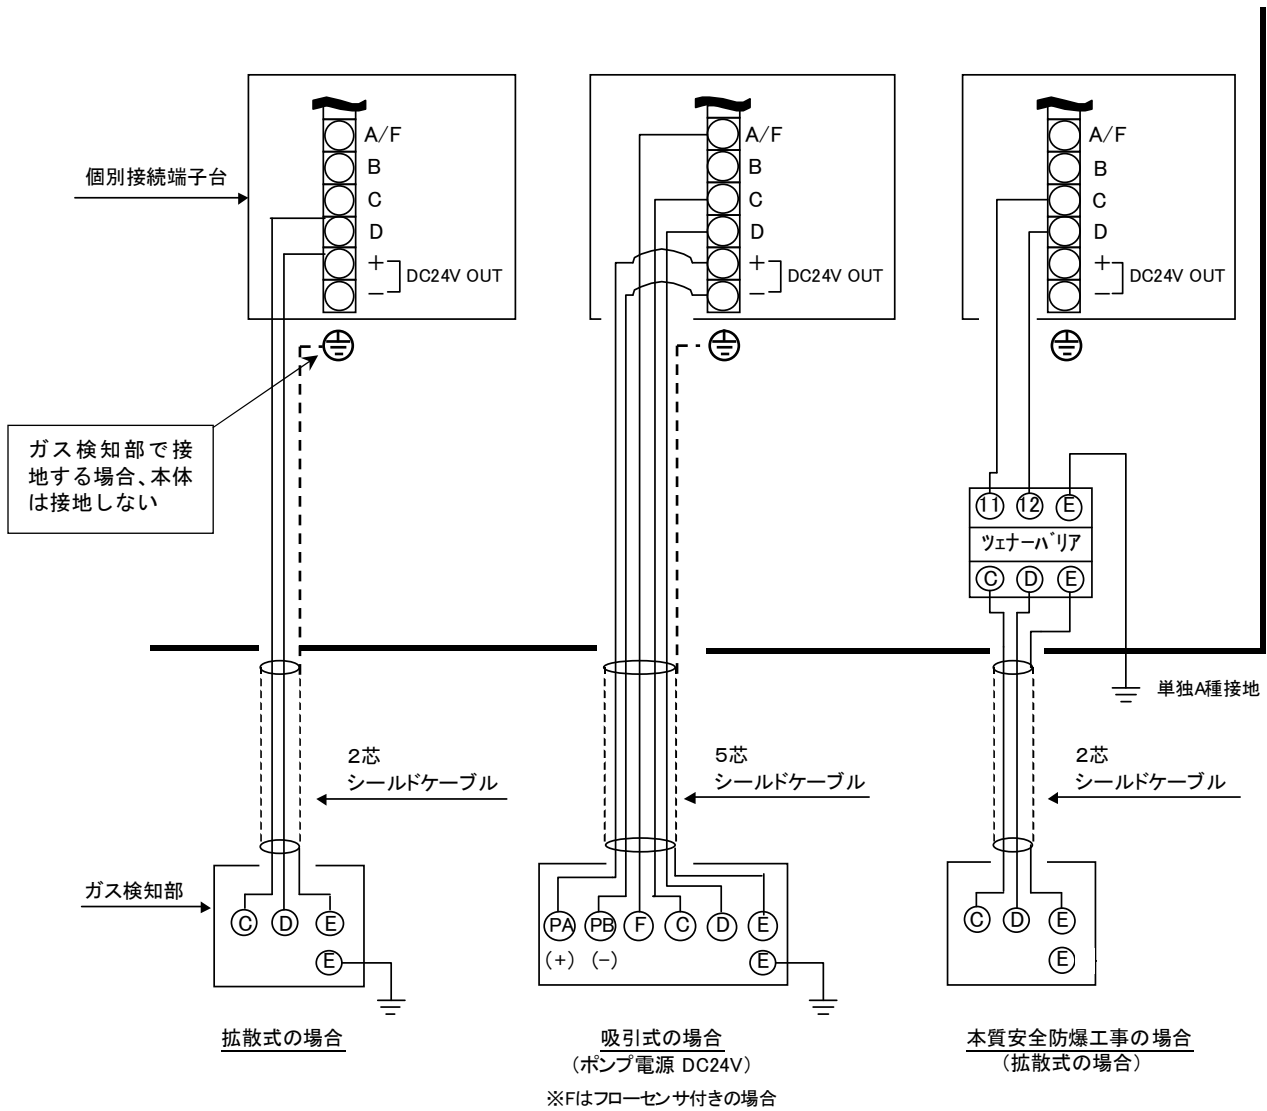 個別接続端子台
A/F
B
C
D
+
−
DC24V OUT
A/F
B
C
D
+
−
DC24V OUT
A/F
B
C
D
+
−
DC24V OUT
ガス検知部で接
地する場合、本体
は接地しない
11 12 E
ツェナーバリア
C D E
単独A種接地
2芯
シールドケーブル
5芯
シールドケーブル
2芯
シールドケーブル
ガス検知部
C D E
E
PA PB F C D E
(+) (−)
E
C D E
E
拡散式の場合
吸引式の場合
(ポンプ電源 DC24V)
※Fはフローセンサ付きの場合
本質安全防爆工事の場合
(拡散式の場合)